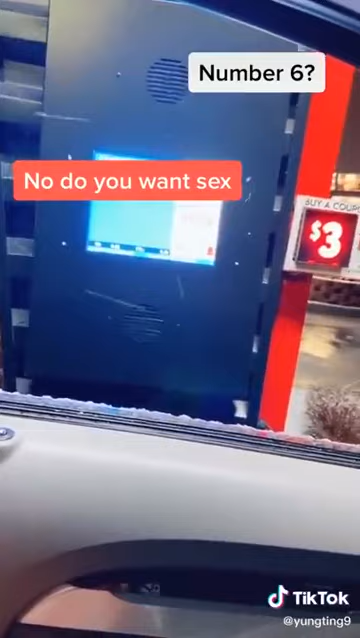 Number 6?
No do you want sex
BUY A COUP
$3
TikTok
@yungting9